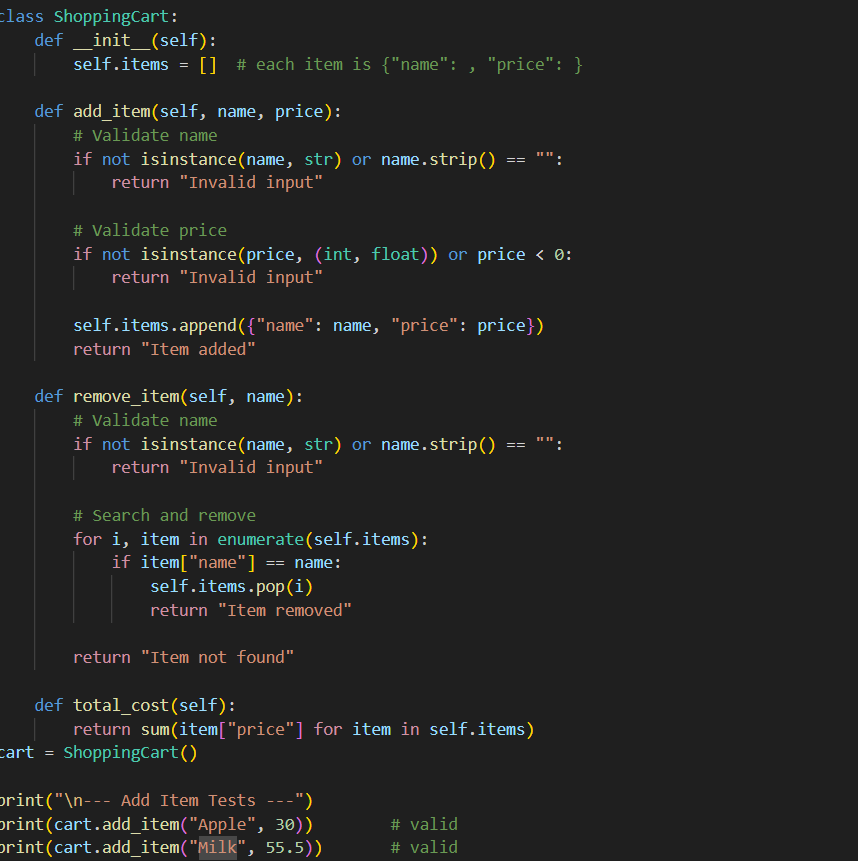 class ShoppingCart:
    def __init__(self):
        self.items = []  # each item is {"name": , "price": }

    def add_item(self, name, price):
        # Validate name
        if not isinstance(name, str) or name.strip() == "":
            return "Invalid input"

        # Validate price
        if not isinstance(price, (int, float)) or price < 0:
            return "Invalid input"

        self.items.append({"name": name, "price": price})
        return "Item added"

    def remove_item(self, name):
        # Validate name
        if not isinstance(name, str) or name.strip() == "":
            return "Invalid input"

        # Search and remove
        for i, item in enumerate(self.items):
            if item["name"] == name:
                self.items.pop(i)
                return "Item removed"

        return "Item not found"

    def total_cost(self):
        return sum(item["price"] for item in self.items)
cart = ShoppingCart()

print("\n--- Add Item Tests ---")
print(cart.add_item("Apple", 30))       # valid
print(cart.add_item("Milk", 55.5))      # valid